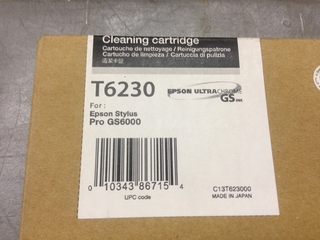 Cleaning cartridge
Cartouche de nettoyage / Reinigungspatrone
Cartucho de limpieza / Cartuccia di pulizia
T6230
EPSON ULTRACHROME
GS INK
For :
Epson Stylus
Pro GS6000
0 10343 86715 4
UPC code
C13T623000
MADE IN JAPAN